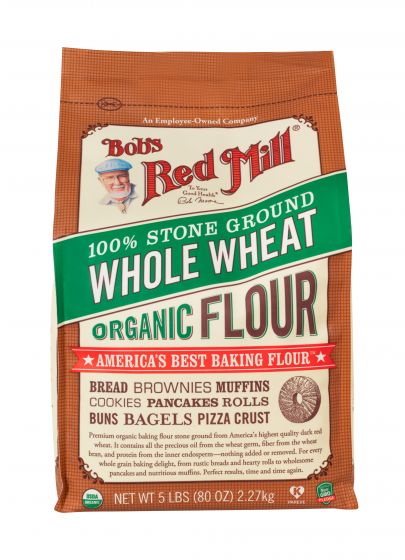 An Employee-Owned Company
Bob's
Red Mill®
To Your
Good Health®
Bob Moore
100% STONE GROUND
WHOLE WHEAT
ORGANIC FLOUR
★ AMERICA'S BEST BAKING FLOUR ★
BREAD BROWNIES MUFFINS
COOKIES PANCAKES ROLLS
BUNS BAGELS PIZZA CRUST
Premium organic baking flour stone ground from America's highest quality dark red
wheat. It contains all the precious oil from the wheat germ, fiber from the wheat
bran, and protein from the inner endosperm—nothing added or removed. For every
whole grain baking delight, from rustic breads and hearty rolls to wholesome
pancakes and nutritious muffins. Perfect results, time and time again.
USDA
ORGANIC
NET WT 5 LBS (80 OZ) 2.27kg
K
PAREVE